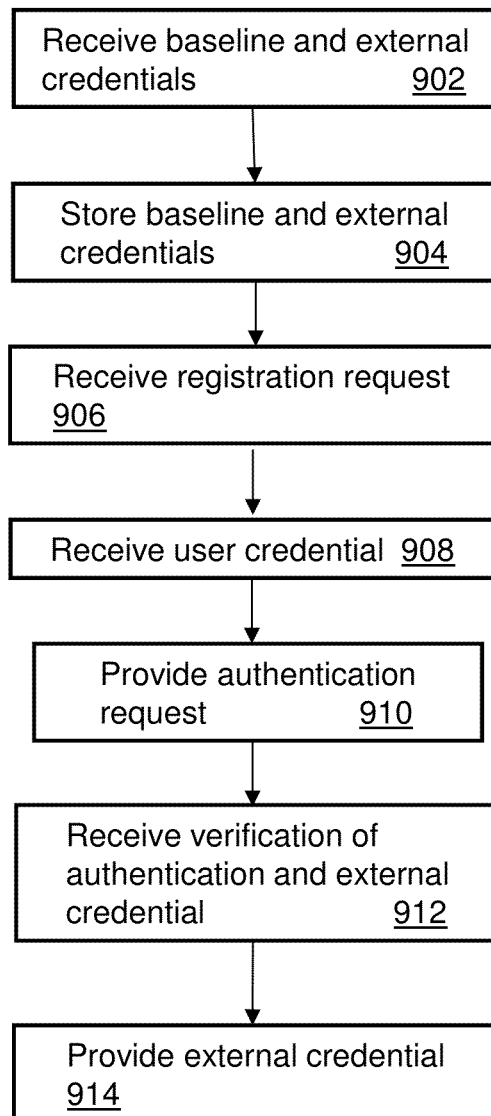 Receive baseline and external
credentials 902
Store baseline and external
credentials 904
Receive registration request
906
Receive user credential 908
Provide authentication
request 910
Receive verification of
authentication and external
credential 912
Provide external credential
914